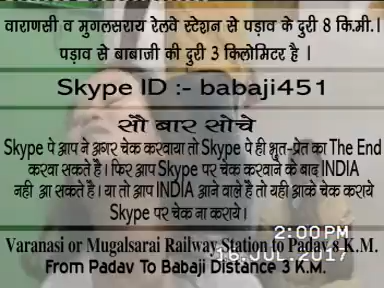 वाराणसी व मुगलसराय रेलवे स्टेशन से पड़ाव के दुरी 8 कि.मी.।
पड़ाव से बाबाजी की दुरी 3 किलोमिटर है ।
Skype ID :- babaji451
सौ बार सोचे
Skype पे आप ने अगर चेक करवाया तो Skype पे ही भुत-प्रेत का The End
करवा सकते है। फिर आप Skype पर चेक करवाने के बाद INDIA
नही आ सकते है। या तो आप INDIA आने वाले है तो यही आके चेक कराये
Skype पर चेक ना कराये।
2:00 PM
Varanasi or Mugalsarai Railway Station to Padav 8 K.M.
16.JUL.2017
From Padav To Babaji Distance 3 K.M.